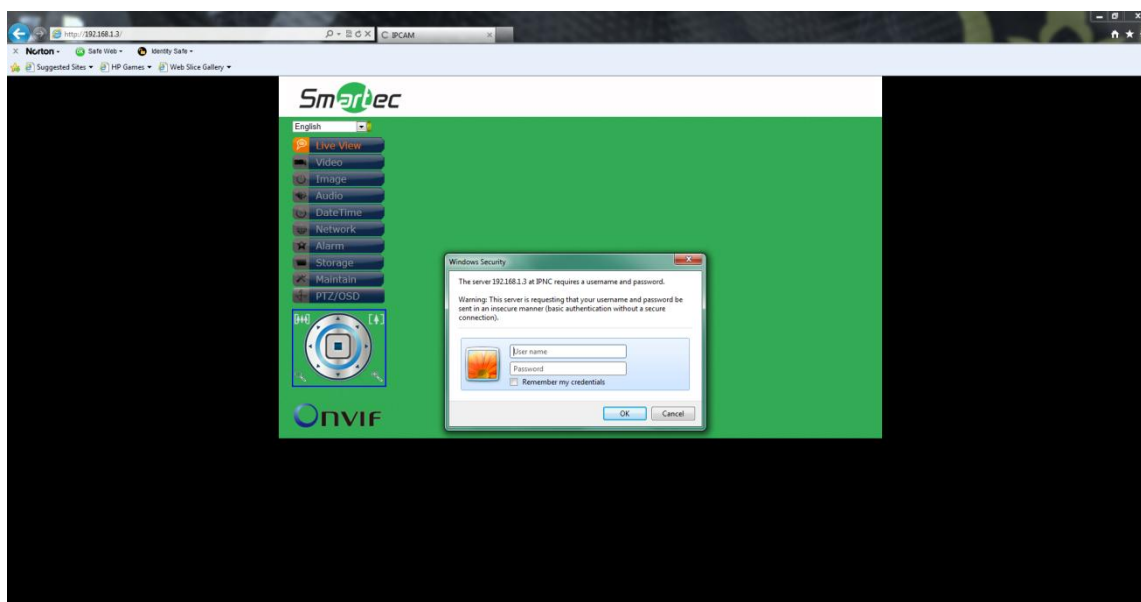 http://192.168.1.3/
IPCAM
x Norton - Safe Web - Identity Safe -
Suggested Sites HP Games Web Slice Gallery
Smartec
English
Live View
Video
Image
Audio
DateTime
Network
Alarm
Storage
Maintain
PTZ/OSD
Onvif
Windows Security
The server 192.168.1.3 at IPNC requires a username and password.
Warning: This server is requesting that your username and password be
sent in an insecure manner (basic authentication without a secure
connection).
User name
Password
Remember my credentials
OK Cancel